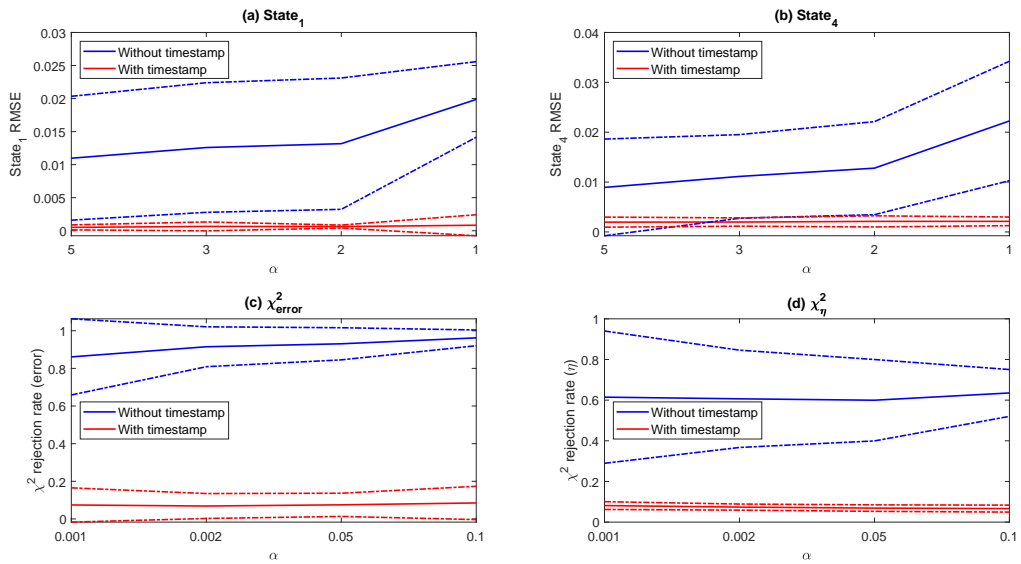 (a) State₁
0.03
0.025
0.02
0.015
0.01
0.005
0
State₁ RMSE
Without timestamp
With timestamp
5
3
2
1
α
(b) State₄
0.04
0.03
0.02
0.01
0
State₄ RMSE
Without timestamp
With timestamp
5
3
2
1
α
(c) χ²error
1
0.8
0.6
0.4
0.2
0
χ² rejection rate (error)
Without timestamp
With timestamp
0.001
0.002
0.05
0.1
α
(d) χ²η
1
0.8
0.6
0.4
0.2
0
χ² rejection rate (η)
Without timestamp
With timestamp
0.001
0.002
0.05
0.1
α